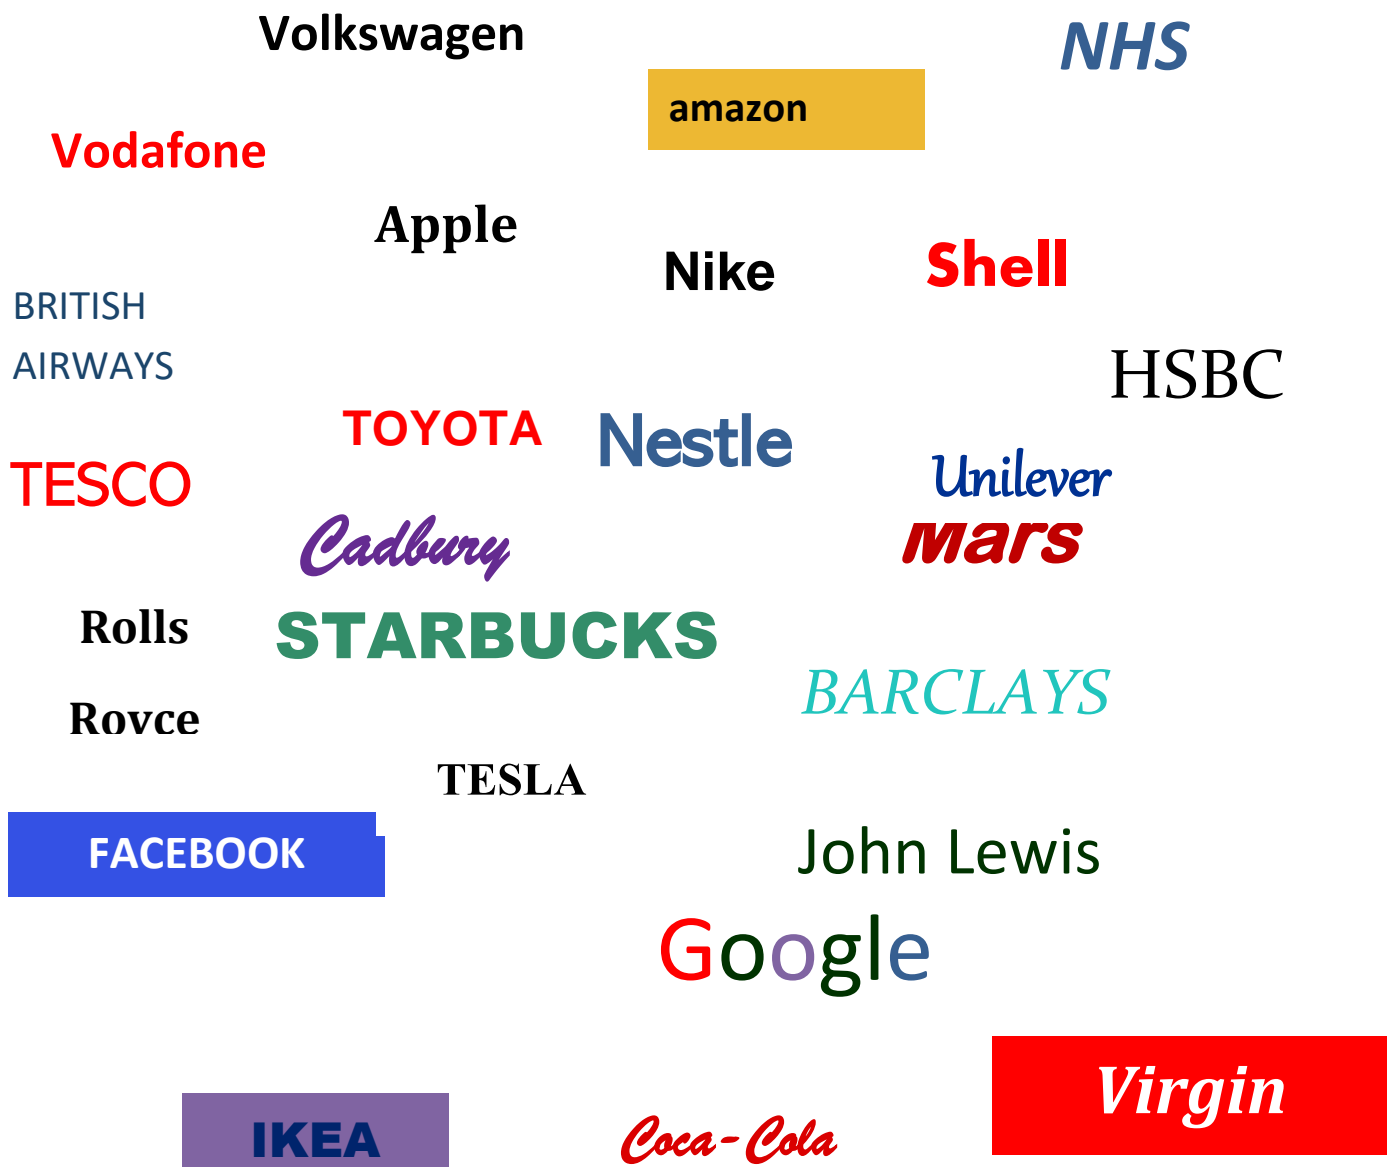 Volkswagen
NHS
amazon
Vodafone
Apple
Nike
Shell
BRITISH
AIRWAYS
HSBC
TOYOTA
Nestle
TESCO
Unilever
Cadbury
Mars
Rolls
STARBUCKS
BARCLAYS
Royce
TESLA
FACEBOOK
John Lewis
Google
Virgin
IKEA
Coca-Cola